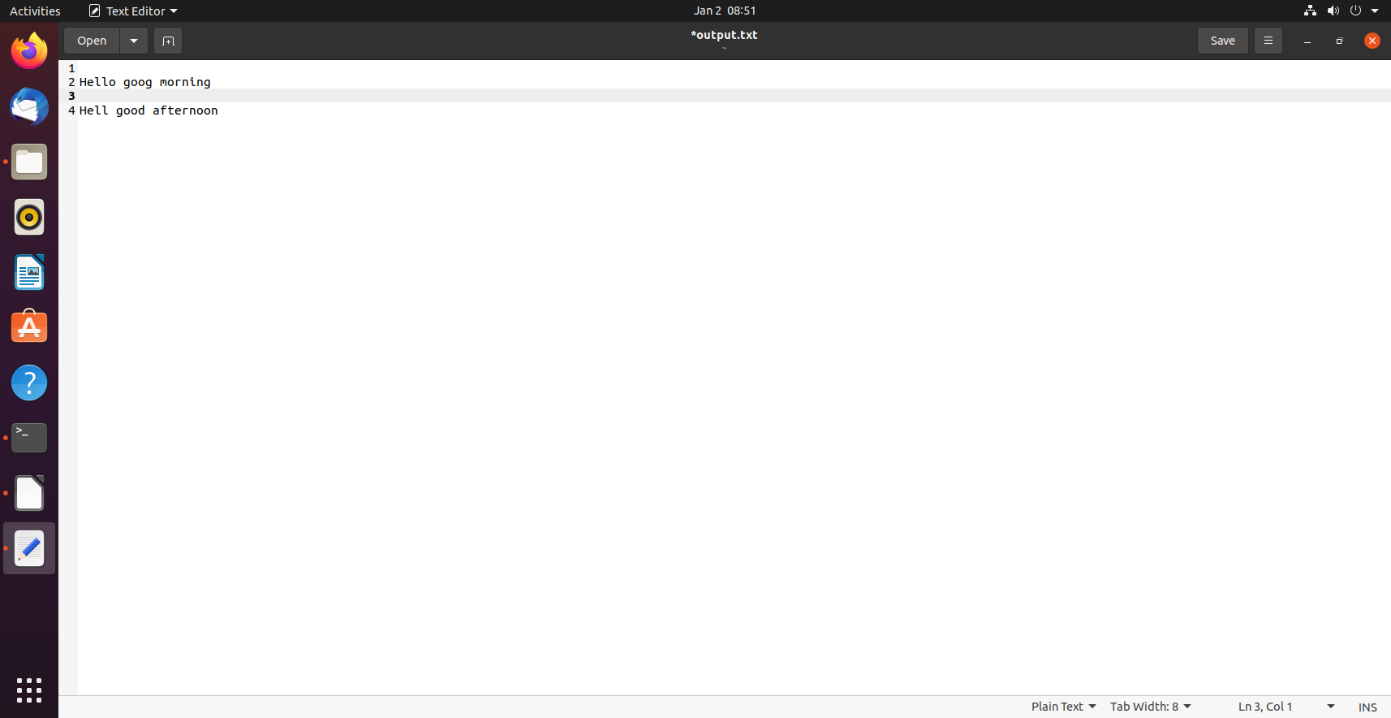 Activities Text Editor Jan 2 08:51
Open *output.txt Save
~
1
2 Hello goog morning
3
4 Hell good afternoon
>_
Plain Text Tab Width: 8 Ln 3, Col 1 INS